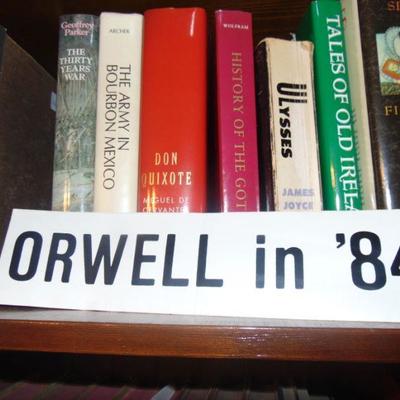 Geoffrey
Parker
THE
THIRTY
YEARS
WAR
ARCHER
THE ARMY IN
BOURBON MEXICO
DON
QUIXOTE
MIGUEL DE
CERVANTES
WOLFRAM
HISTORY OF THE GOT
ULYSSES
JAMES
JOYCE
TALES OF OLD IRELA
ORWELL in '84